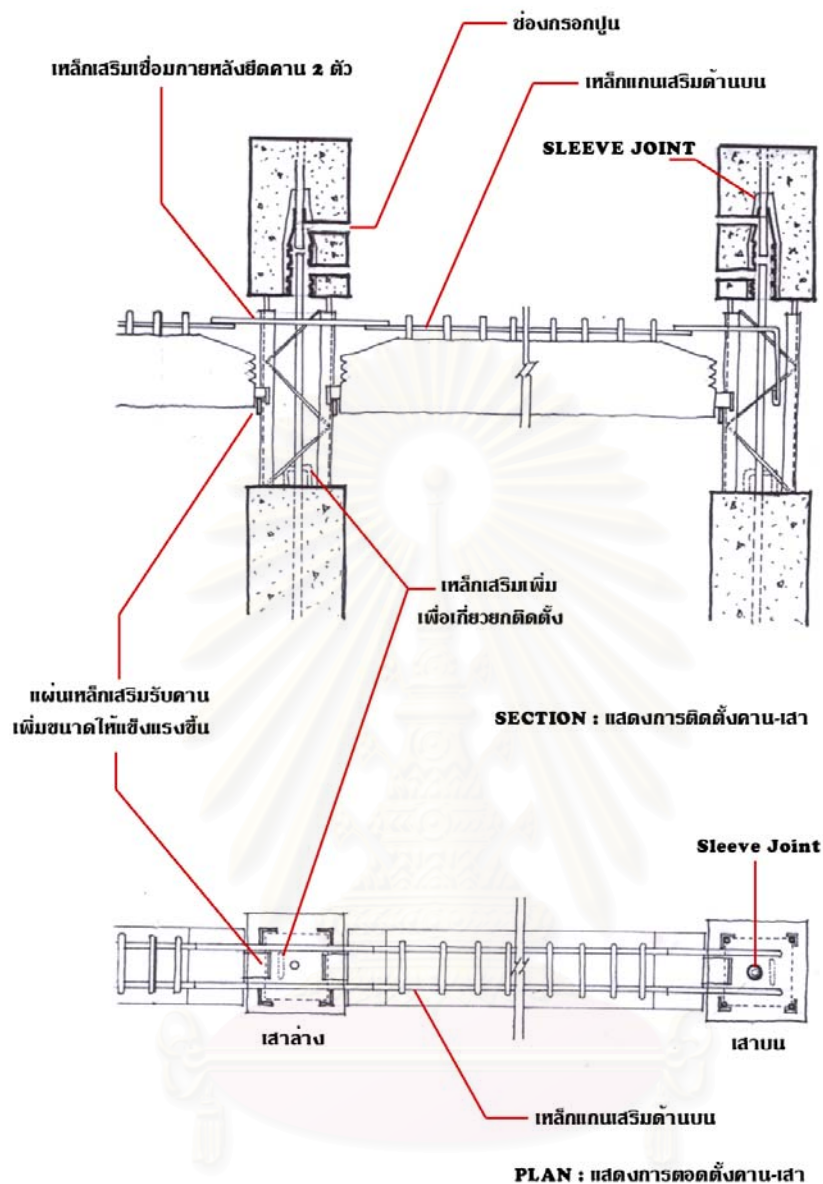 ช่องกรอกปูน
เหล็กเสริมเชื่อมภายหลังยึดคาน 2 ตัว
เหล็กแกนเสริมด้านบน
SLEEVE JOINT
เหล็กเสริมเพิ่ม
เพื่อเกี่ยวยกติดตั้ง
แผ่นเหล็กเสริมรับคาน
เพิ่มขนาดให้แข็งแรงขึ้น
SECTION : แสดงการติดตั้งคาน-เสา
Sleeve Joint
เสาล่าง
เสาบน
เหล็กแกนเสริมด้านบน
PLAN : แสดงการตอดตั้งคาน-เสา